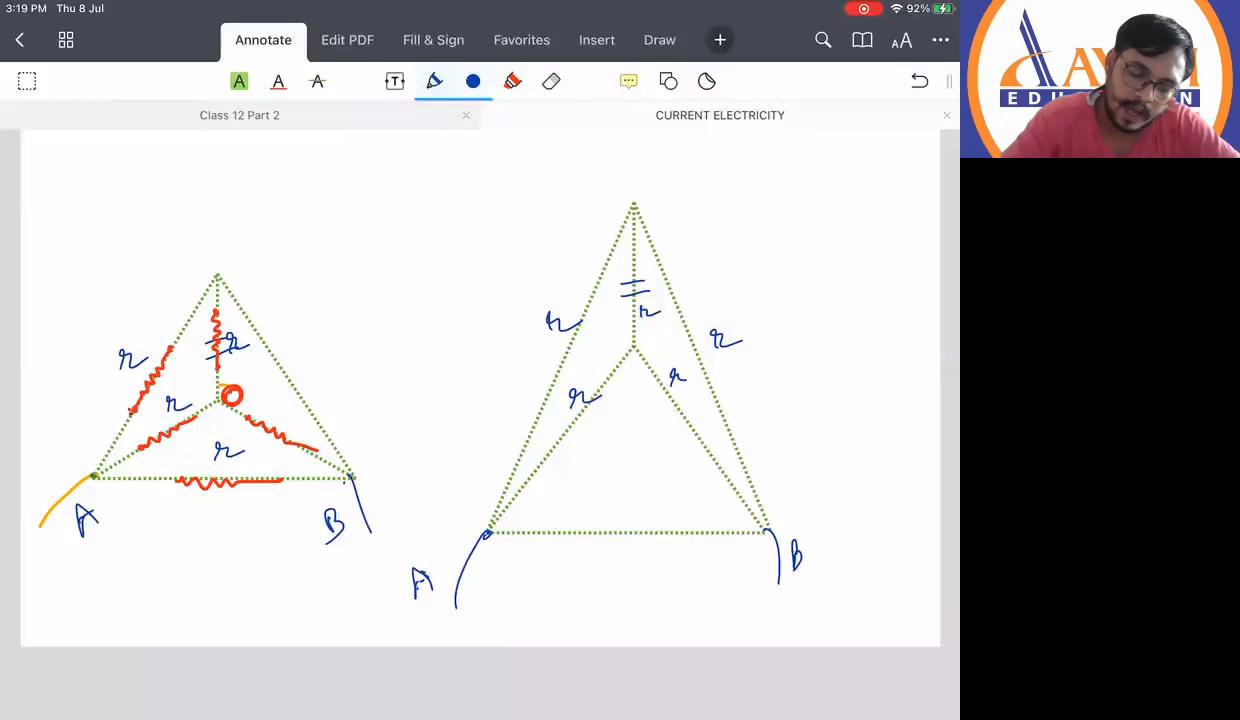 3:19 PM Thu 8 Jul
92%
Annotate Edit PDF Fill & Sign Favorites Insert Draw
AA
A A A T
Class 12 Part 2
CURRENT ELECTRICITY
r
r
r
r
O
A
B
r
r
r
r
r
A
B